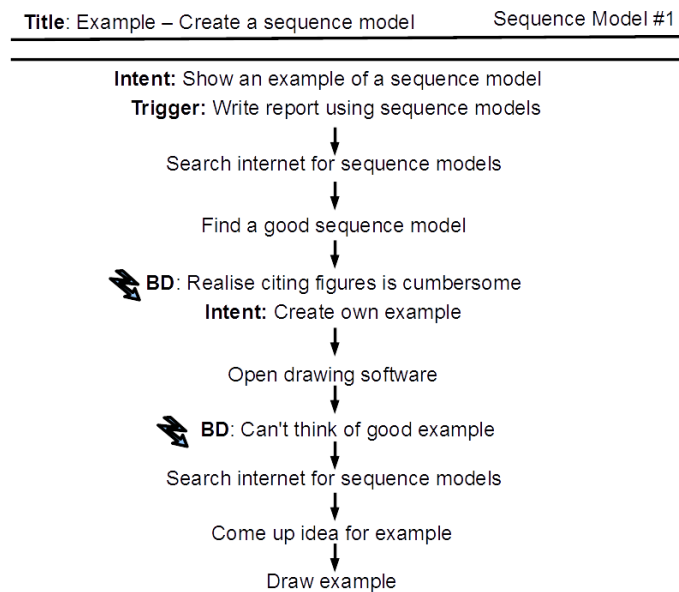 Title: Example – Create a sequence model
Sequence Model #1
Intent: Show an example of a sequence model
Trigger: Write report using sequence models
Search internet for sequence models
Find a good sequence model
BD: Realise citing figures is cumbersome
Intent: Create own example
Open drawing software
BD: Can't think of good example
Search internet for sequence models
Come up idea for example
Draw example